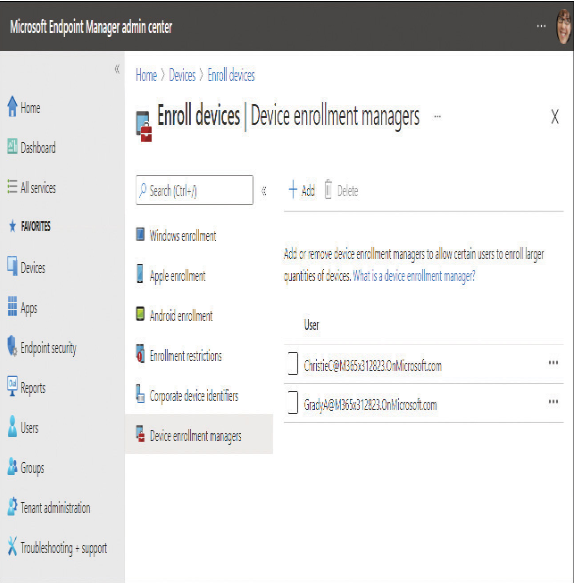 Microsoft Endpoint Manager admin center
...
«
Home > Devices > Enroll devices
Enroll devices | Device enrollment managers ...
X
Home
Dashboard
All services
FAVORITES
Devices
Apps
Endpoint security
Reports
Users
Groups
Tenant administration
Troubleshooting + support
Search (Ctrl+/)
«
Windows enrollment
Apple enrollment
Android enrollment
Enrollment restrictions
Corporate device identifiers
Device enrollment managers
+ Add Delete
Add or remove device enrollment managers to allow certain users to enroll larger
quantities of devices. What is a device enrollment manager?
User
ChristieC@M365x312823.OnMicrosoft.com ...
GradyA@M365x312823.OnMicrosoft.com ...